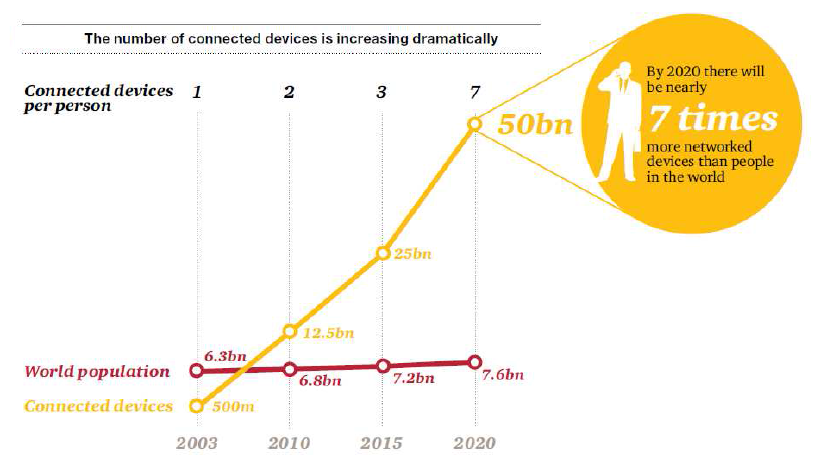 The number of connected devices is increasing dramatically
Connected devices
per person
1
2
3
7
50bn
By 2020 there will
be nearly
7 times
more networked
devices than people
in the world
25bn
12.5bn
World population
6.3bn
6.8bn
7.2bn
7.6bn
Connected devices
500m
2003
2010
2015
2020